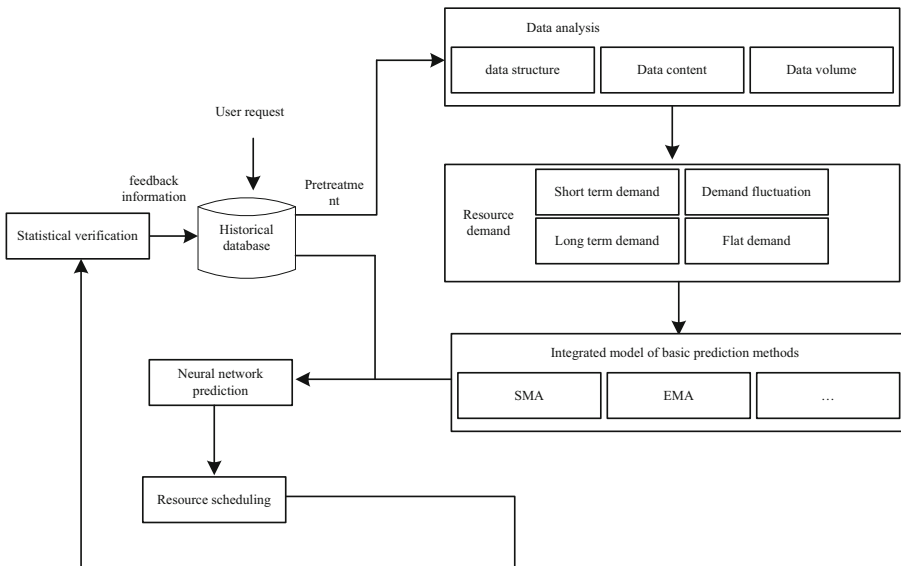 Data analysis
data structure
Data content
Data volume
User request
feedback
information
Pretreatme
nt
Historical
database
Statistical verification
Resource
demand
Short term demand
Demand fluctuation
Long term demand
Flat demand
Integrated model of basic prediction methods
SMA
EMA
...
Neural network
prediction
Resource scheduling